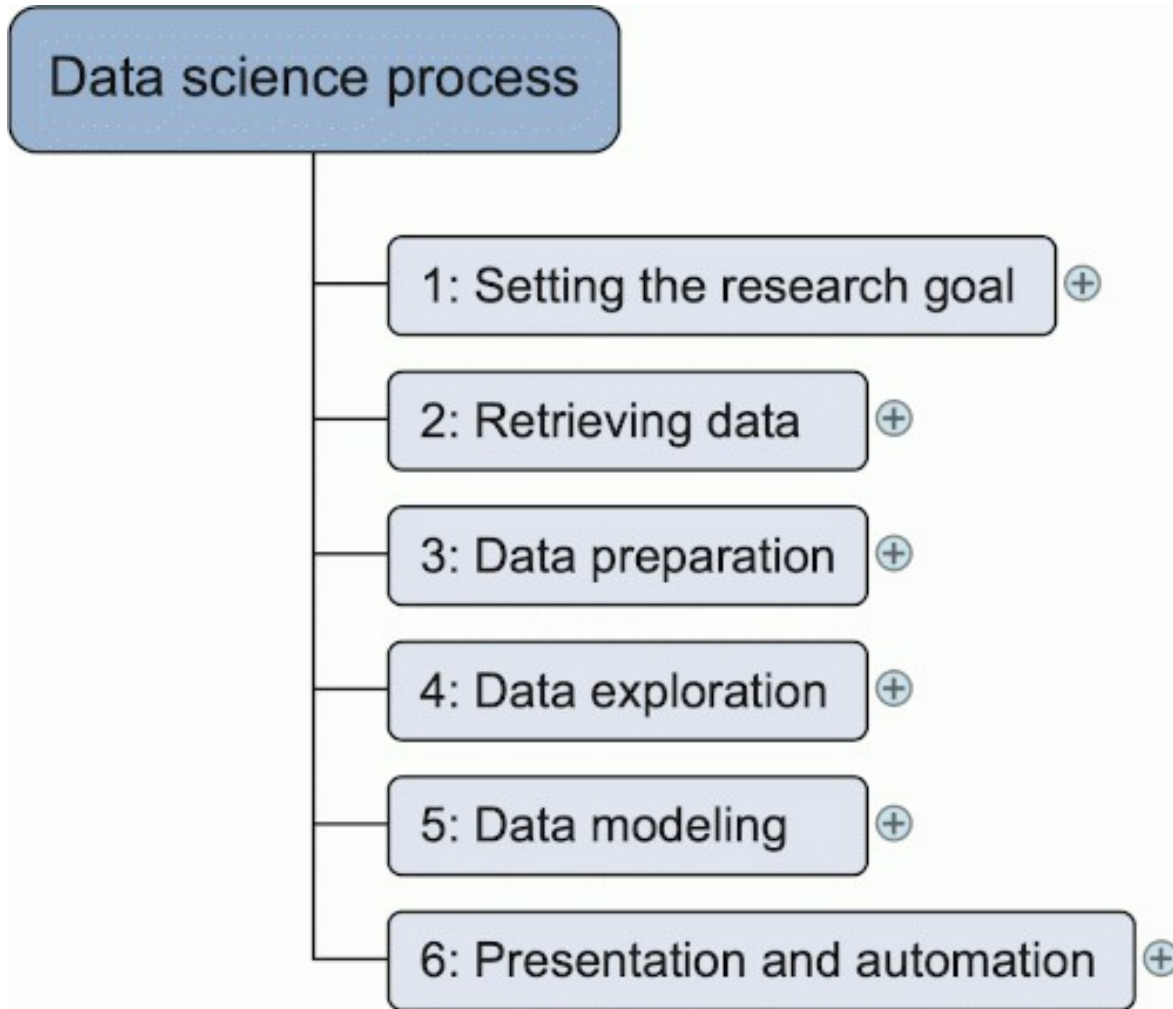 Data science process
1: Setting the research goal
2: Retrieving data
3: Data preparation
4: Data exploration
5: Data modeling
6: Presentation and automation